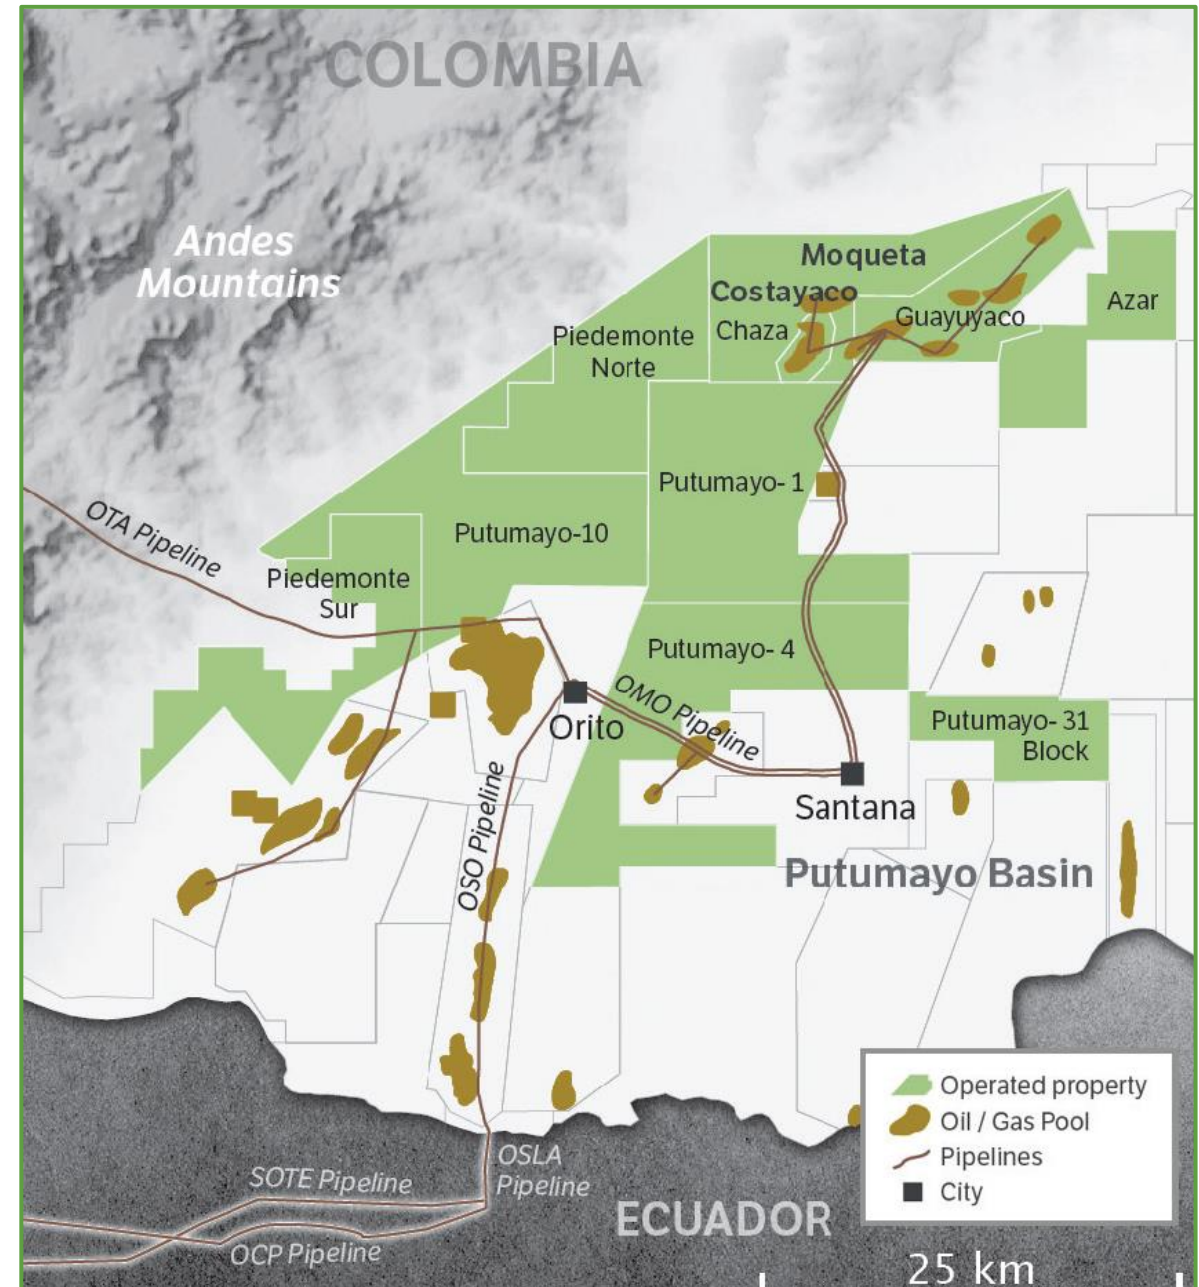 COLOMBIA
Andes
Mountains
Moqueta
Costayaco
Chaza
Guayuyaco
Azar
Piedemonte
Norte
Putumayo- 1
Putumayo-10
OTA Pipeline
Piedemonte
Sur
Putumayo- 4
OMO Pipeline
Orito
Putumayo- 31
Block
Santana
OSO Pipeline
Putumayo Basin
Operated property
Oil / Gas Pool
Pipelines
City
OSLA
Pipeline
SOTE Pipeline
OCP Pipeline
ECUADOR
25 km